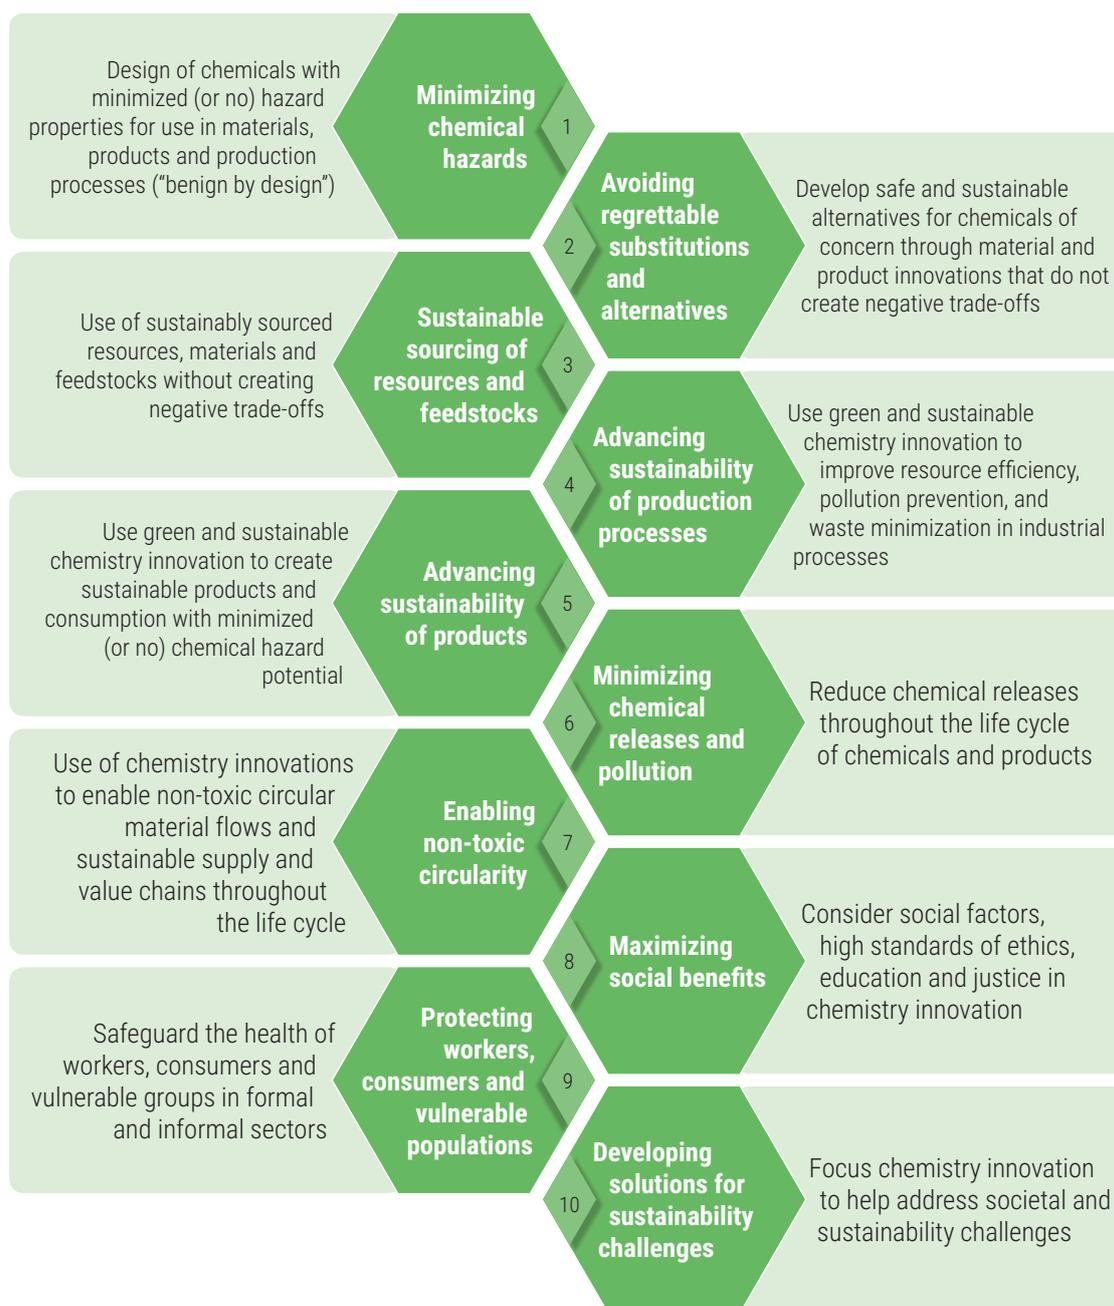 Design of chemicals with
minimized (or no) hazard
properties for use in materials,
products and production
processes (“benign by design”)
Minimizing
chemical
hazards
1
2
Avoiding
regrettable
substitutions
and
alternatives
Develop safe and sustainable
alternatives for chemicals of
concern through material and
product innovations that do not
create negative trade-offs
Use of sustainably sourced
resources, materials and
feedstocks without creating
negative trade-offs
Sustainable
sourcing of
resources and
feedstocks
3
4
Advancing
sustainability
of production
processes
Use green and sustainable
chemistry innovation to
improve resource efficiency,
pollution prevention, and
waste minimization in industrial
processes
Use green and sustainable
chemistry innovation to create
sustainable products and
consumption with minimized
(or no) chemical hazard
potential
Advancing
sustainability
of products
5
6
Minimizing
chemical
releases and
pollution
Reduce chemical releases
throughout the life cycle
of chemicals and products
Use of chemistry innovations
to enable non-toxic circular
material flows and
sustainable supply and
value chains throughout
the life cycle
Enabling
non-toxic
circularity
7
8
Maximizing
social benefits
Consider social factors,
high standards of ethics,
education and justice in
chemistry innovation
Safeguard the health of
workers, consumers and
vulnerable groups in formal
and informal sectors
Protecting
workers,
consumers and
vulnerable
populations
9
10
Developing
solutions for
sustainability
challenges
Focus chemistry innovation
to help address societal and
sustainability challenges